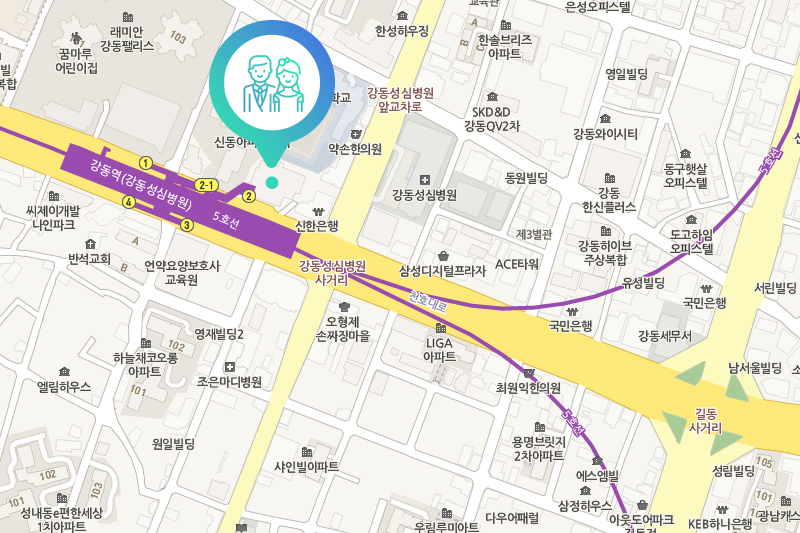 교육관
은성오피스텔
한성하우징
래미안
강동팰리스
103
꿈마루
어린이집
한솔브리즈
아파트
A
B
빌
복합
영일빌딩
학교
강동성심병원
앞교차로
SKD&D
강동QV2차
강동와이시티
신동아파
약손한의원
5호선
동구햇살
오피스텔
1
강동역(강동성심병원)
5호선
2-1
2
4
3
강동성심병원
동원빌딩
강동
한신플러스
씨제이개발
나인파크
신한은행
제3별관
도고하임
오피스텔
A
B
반석교회
강동하이브
주상복합
언약요양보호사
교육원
강동성심병원
사거리
삼성디지털프라자
ACE타워
유성빌딩
서린빌딩
천호대로
국민은행
국민은행
오형제
손짜장마을
영재빌딩2
강동세무서
LIGA
아파트
102
하늘채코오롱
아파트
101
조은마디병원
엘림하우스
최원익한의원
남서울빌딩
소
5호선
길동
사거리
원일빌딩
용명브릿지
2차아파트
샤인빌아파트
에스엠빌
성림빌딩
105
102
101
103
101
성내동e편한세상
1차아파트
삼정하우스
아웃도어파크
길동점
다우어패럴
우림루미아트
KEB하나은행
광남캐스